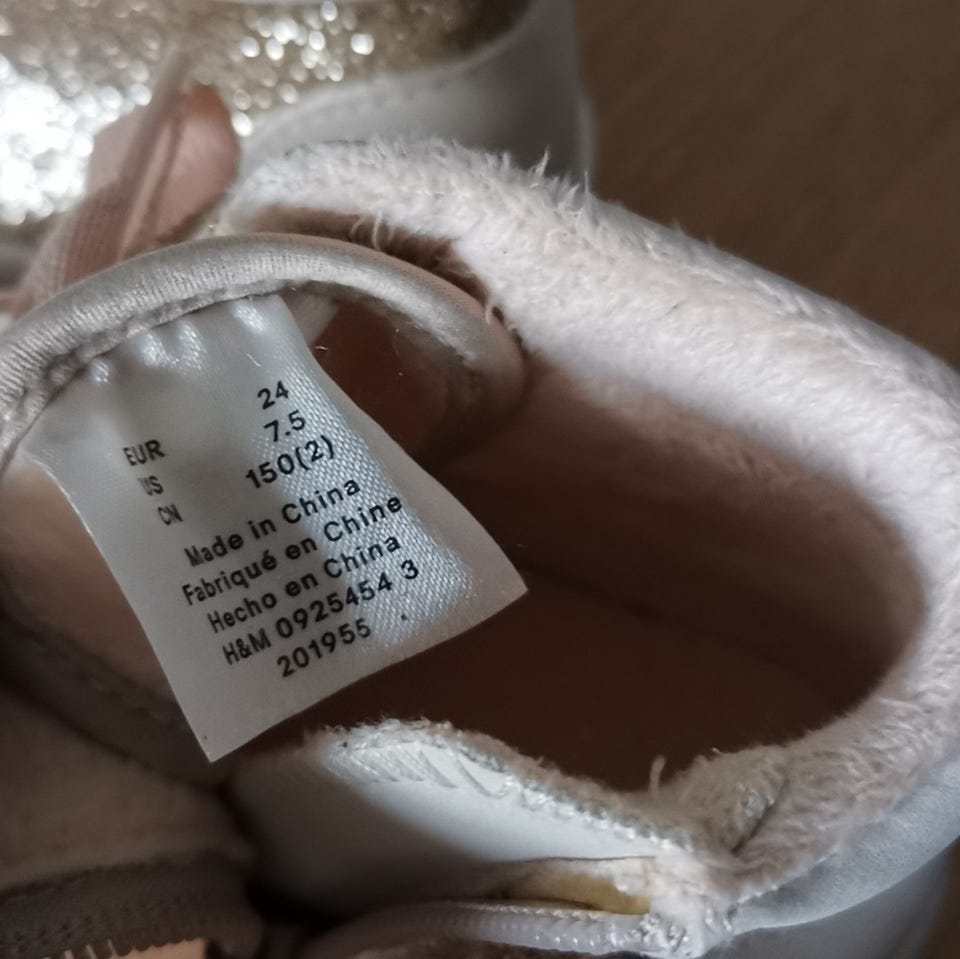 EUR 24
US 7.5
CN 150(2)
Made in China
Fabriqué en Chine
Hecho en China
H&M 0925454 3
201955 .